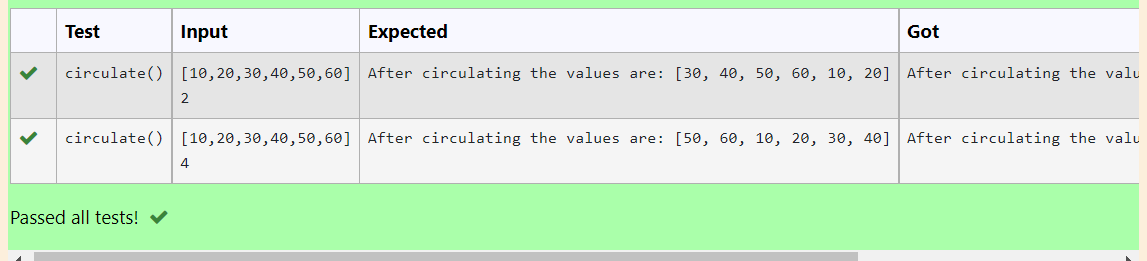 Test Input Expected Got
circulate() [10,20,30,40,50,60] After circulating the values are: [30, 40, 50, 60, 10, 20] After circulating the
2
circulate() [10,20,30,40,50,60] After circulating the values are: [50, 60, 10, 20, 30, 40] After circulating the
4
Passed all tests!